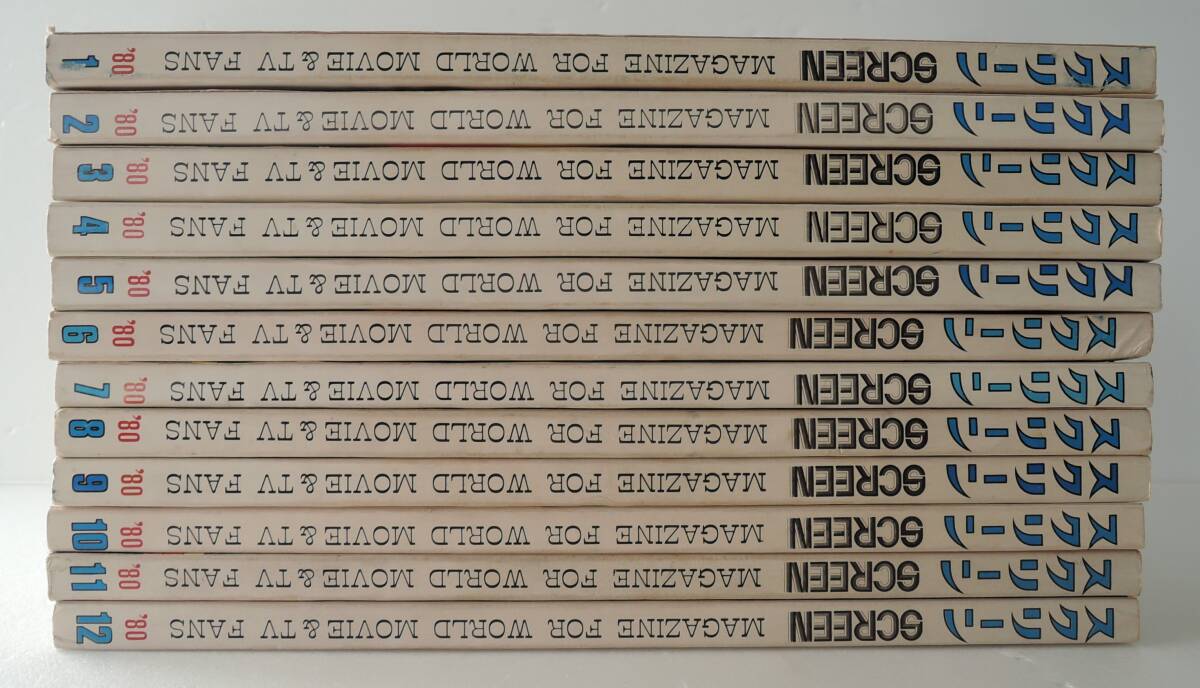 スクリーン SCREEN MAGAZINE FOR WORLD MOVIE & TV FANS '80 1
スクリーン SCREEN MAGAZINE FOR WORLD MOVIE & TV FANS '80 2
スクリーン SCREEN MAGAZINE FOR WORLD MOVIE & TV FANS '80 3
スクリーン SCREEN MAGAZINE FOR WORLD MOVIE & TV FANS '80 4
スクリーン SCREEN MAGAZINE FOR WORLD MOVIE & TV FANS '80 5
スクリーン SCREEN MAGAZINE FOR WORLD MOVIE & TV FANS '80 6
スクリーン SCREEN MAGAZINE FOR WORLD MOVIE & TV FANS '80 7
スクリーン SCREEN MAGAZINE FOR WORLD MOVIE & TV FANS '80 8
スクリーン SCREEN MAGAZINE FOR WORLD MOVIE & TV FANS '80 9
スクリーン SCREEN MAGAZINE FOR WORLD MOVIE & TV FANS '80 10
スクリーン SCREEN MAGAZINE FOR WORLD MOVIE & TV FANS '80 11
スクリーン SCREEN MAGAZINE FOR WORLD MOVIE & TV FANS '80 12